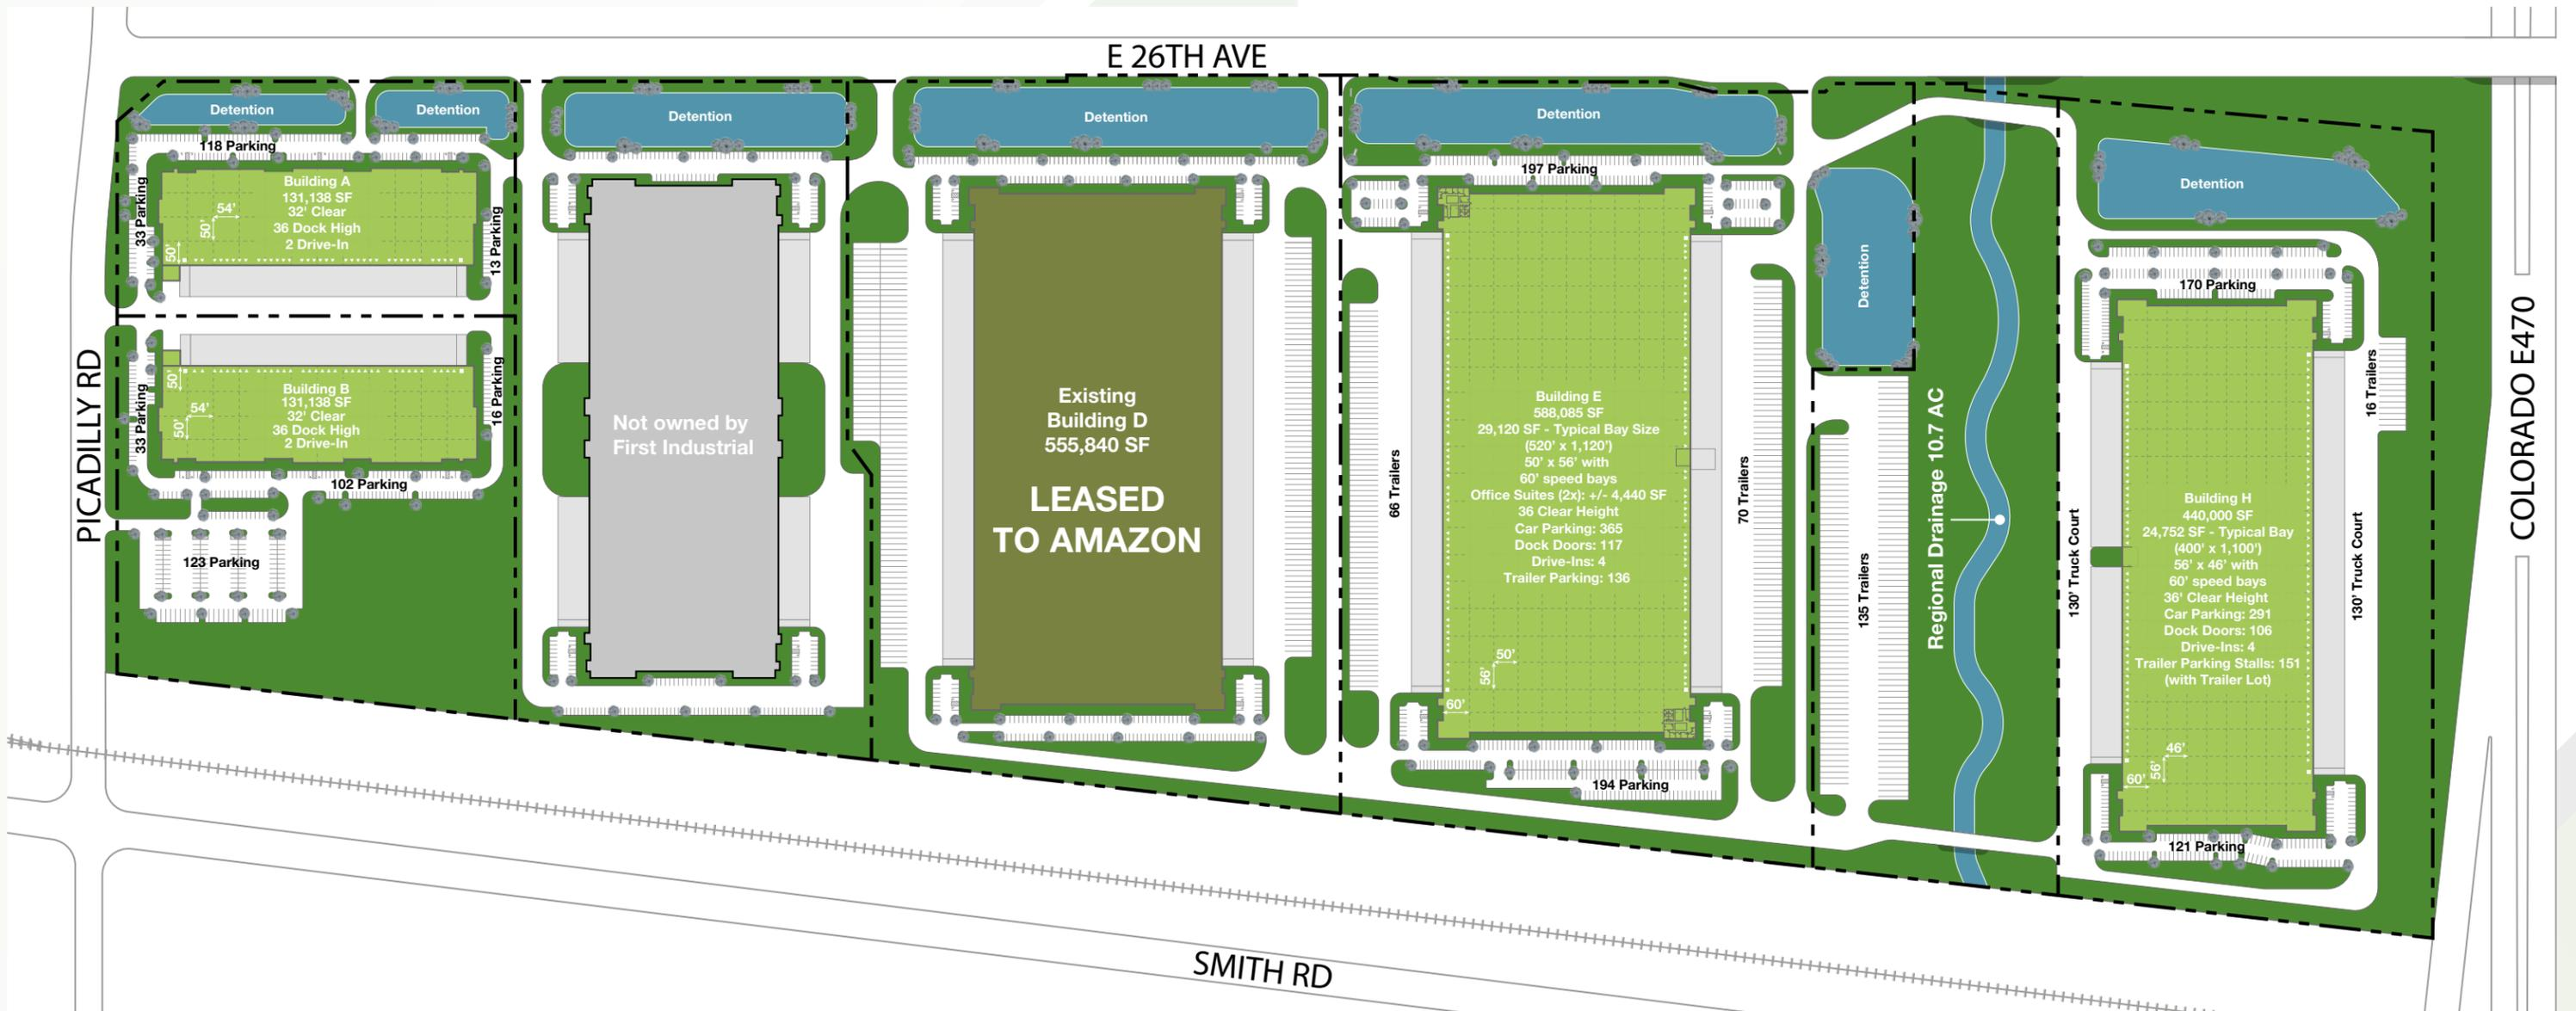 E 26TH AVE
PICADILLY RD
COLORADO E470
SMITH RD
Detention
Detention
118 Parking
33 Parking
13 Parking
Building A
131,138 SF
32' Clear
36 Dock High
2 Drive-In
54'
50'
50'
50'
Building B
131,138 SF
32' Clear
36 Dock High
2 Drive-In
54'
50'
33 Parking
16 Parking
102 Parking
123 Parking
Detention
Not owned by
First Industrial
Detention
Existing
Building D
555,840 SF
LEASED
TO AMAZON
Detention
197 Parking
66 Trailers
Building E
588,085 SF
29,120 SF - Typical Bay Size
(520' x 1,120')
50' x 56' with
60' speed bays
Office Suites (2x): +/- 4,440 SF
36 Clear Height
Car Parking: 365
Dock Doors: 117
Drive-Ins: 4
Trailer Parking: 136
50'
56'
60'
70 Trailers
194 Parking
Detention
135 Trailers
Regional Drainage 10.7 AC
Detention
170 Parking
16 Trailers
130' Truck Court
Building H
440,000 SF
24,752 SF - Typical Bay
(400' x 1,100')
56' x 46' with
60' speed bays
36' Clear Height
Car Parking: 291
Dock Doors: 106
Drive-Ins: 4
Trailer Parking Stalls: 151
(with Trailer Lot)
46'
56'
60'
130' Truck Court
121 Parking